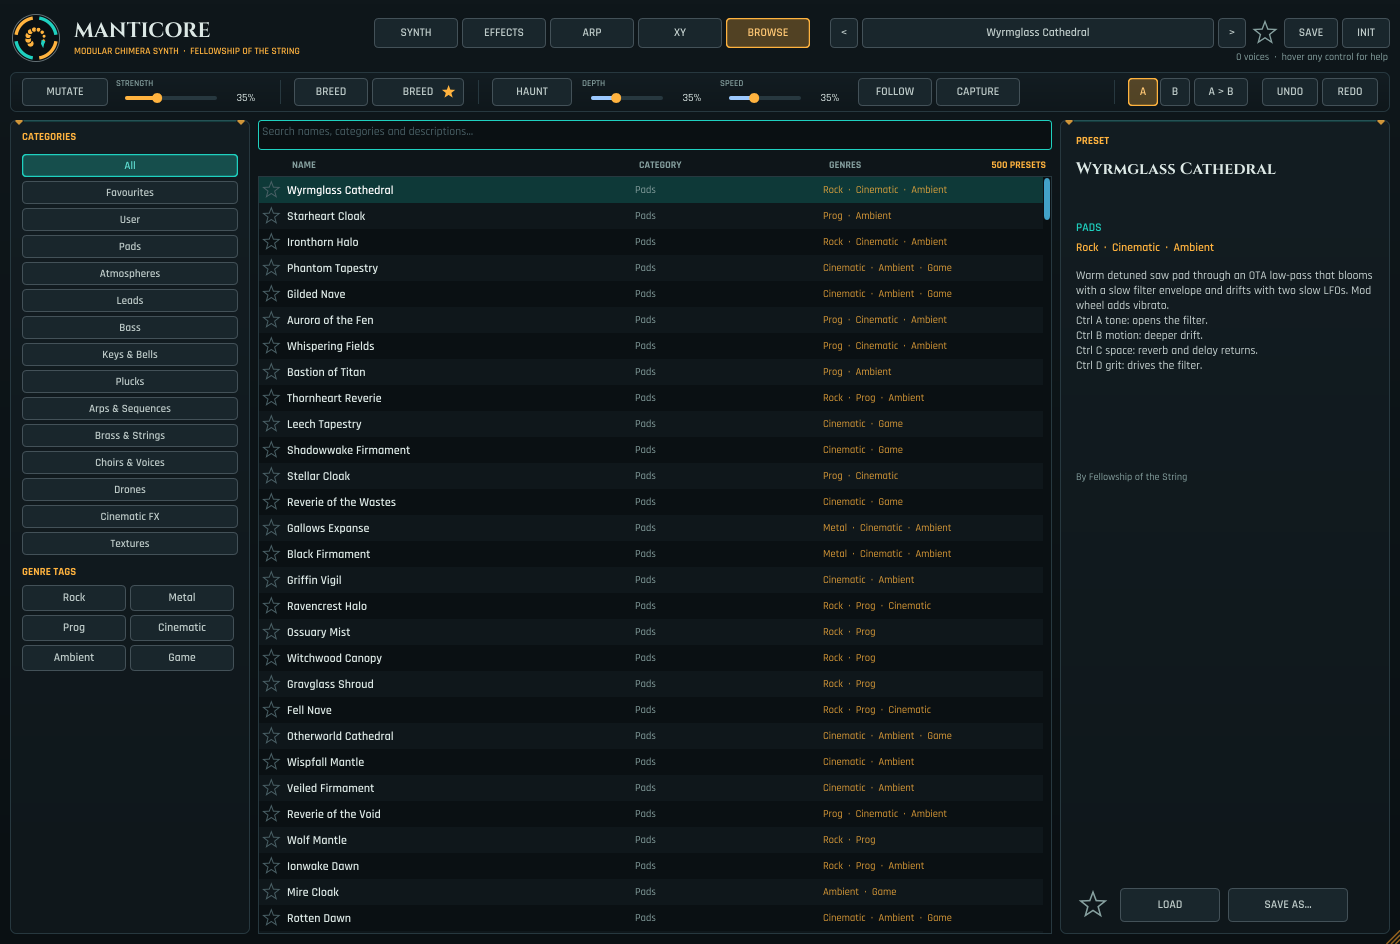 MANTICORE
MODULAR CHIMERA SYNTH · FELLOWSHIP OF THE STRING
SYNTH EFFECTS ARP XY BROWSE < Wyrmglass Cathedral > SAVE INIT
0 voices · hover any control for help
MUTATE STRENGTH 35% BREED BREED HAUNT DEPTH 35% SPEED 35% FOLLOW CAPTURE A B A > B UNDO REDO
CATEGORIES
All
Favourites
User
Pads
Atmospheres
Leads
Bass
Keys & Bells
Plucks
Arps & Sequences
Brass & Strings
Choirs & Voices
Drones
Cinematic FX
Textures
GENRE TAGS
Rock Metal
Prog Cinematic
Ambient Game
Search names, categories and descriptions...
NAME CATEGORY GENRES 500 PRESETS
Wyrmglass Cathedral Pads Rock · Cinematic · Ambient
Starheart Cloak Pads Prog · Ambient
Ironthorn Halo Pads Rock · Cinematic · Ambient
Phantom Tapestry Pads Cinematic · Ambient · Game
Gilded Nave Pads Cinematic · Ambient · Game
Aurora of the Fen Pads Prog · Cinematic · Ambient
Whispering Fields Pads Prog · Cinematic · Ambient
Bastion of Titan Pads Prog · Ambient
Thornheart Reverie Pads Rock · Prog · Ambient
Leech Tapestry Pads Cinematic · Game
Shadowwake Firmament Pads Cinematic · Game
Stellar Cloak Pads Prog · Cinematic
Reverie of the Wastes Pads Cinematic · Game
Gallows Expanse Pads Metal · Cinematic · Ambient
Black Firmament Pads Metal · Cinematic · Ambient
Griffin Vigil Pads Cinematic · Ambient
Ravencrest Halo Pads Rock · Prog · Cinematic
Ossuary Mist Pads Rock · Prog
Witchwood Canopy Pads Rock · Prog
Gravglass Shroud Pads Rock · Prog
Fell Nave Pads Rock · Prog · Cinematic
Otherworld Cathedral Pads Cinematic · Ambient · Game
Wispfall Mantle Pads Cinematic · Ambient
Veiled Firmament Pads Cinematic · Ambient
Reverie of the Void Pads Prog · Cinematic · Ambient
Wolf Mantle Pads Rock · Prog
Ionwake Dawn Pads Rock · Prog · Ambient
Mire Cloak Pads Ambient · Game
Rotten Dawn Pads Cinematic · Ambient · Game
PRESET
WYRMGLASS CATHEDRAL
PADS
Rock · Cinematic · Ambient
Warm detuned saw pad through an OTA low-pass that blooms
with a slow filter envelope and drifts with two slow LFOs. Mod
wheel adds vibrato.
Ctrl A tone: opens the filter.
Ctrl B motion: deeper drift.
Ctrl C space: reverb and delay returns.
Ctrl D grit: drives the filter.
By Fellowship of the String
LOAD SAVE AS...